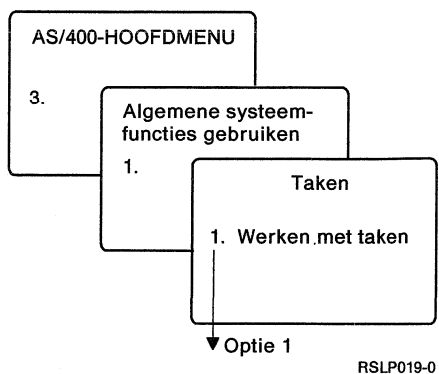 AS/400-HOOFDMENU
3.
Algemene systeem-
functies gebruiken
1.
Taken
1. Werken met taken
Optie 1
RSLP019-0